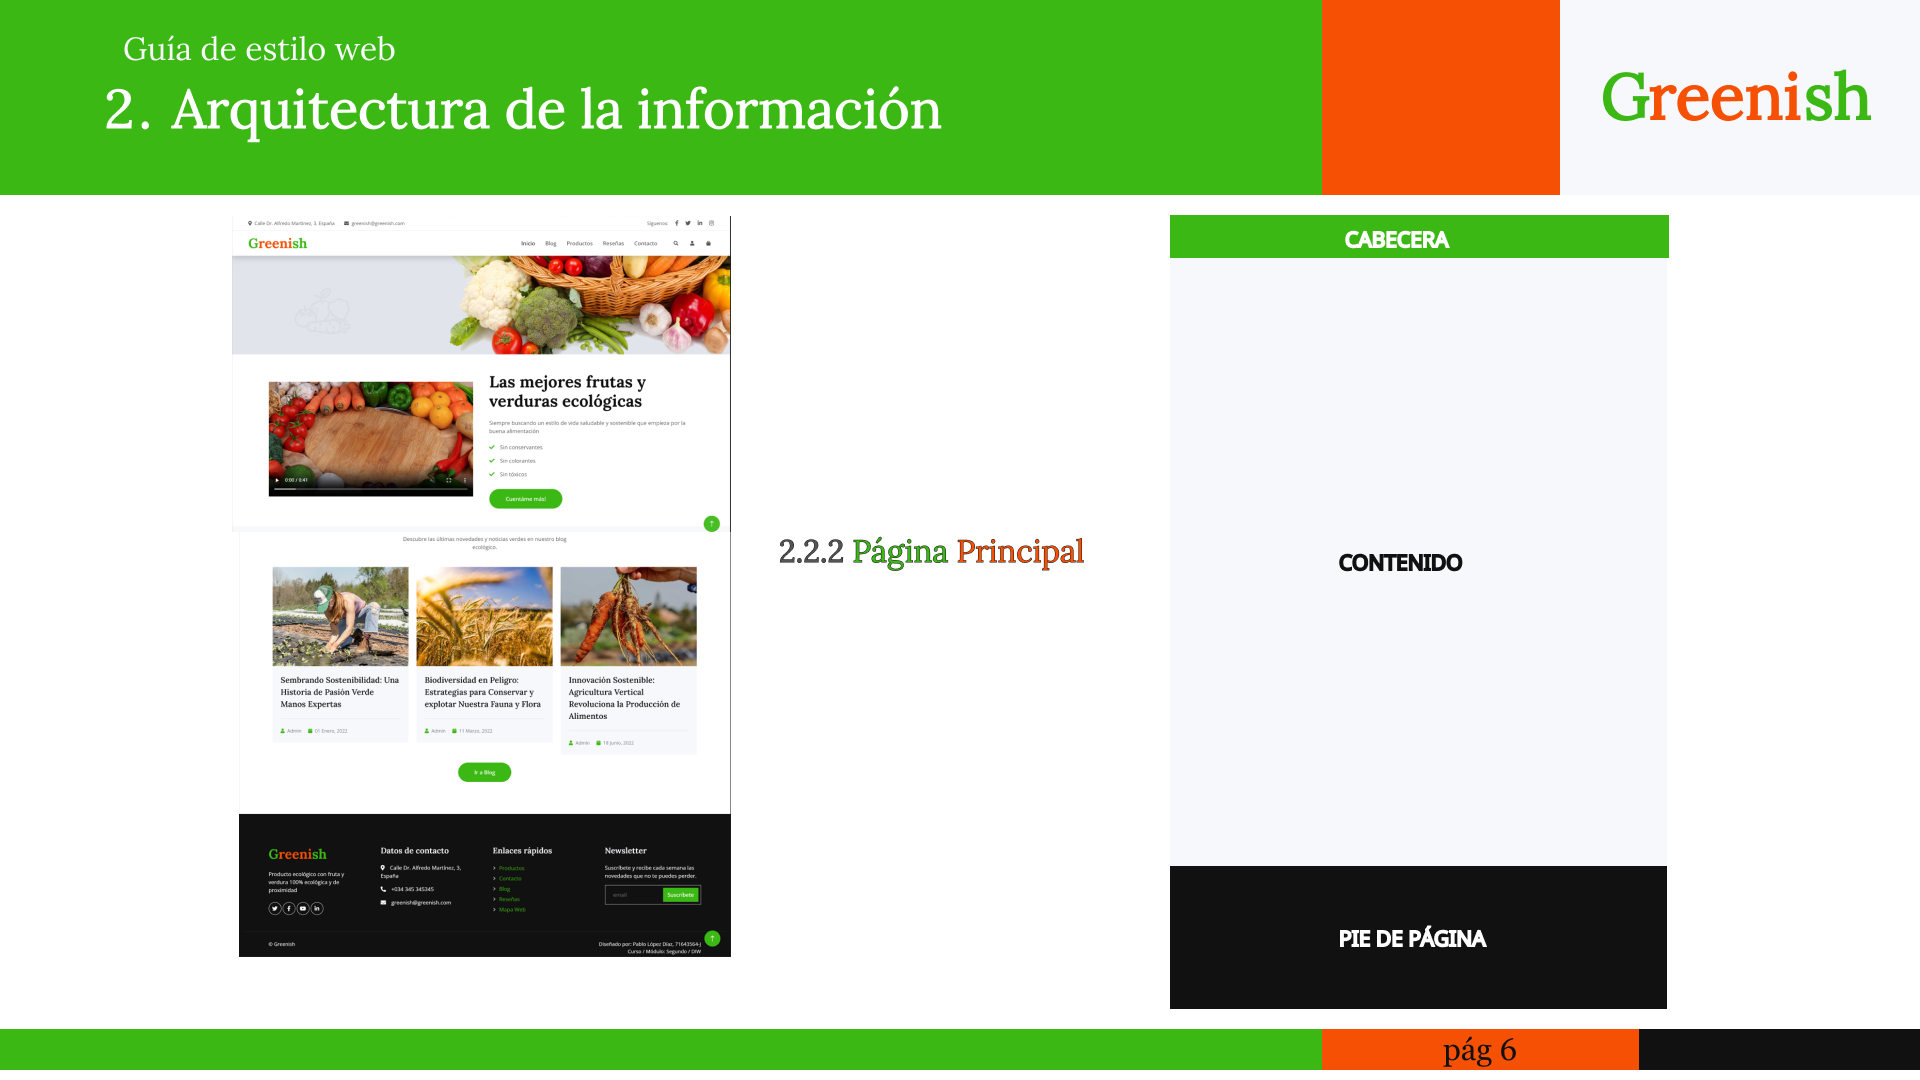 Guía de estilo web
2. Arquitectura de la información
Greenish
Calle Dr. Alfredo Martínez, 3, España greenish@greenish.com
Síguenos:
Greenish
Inicio Blog Productos Reseñas Contacto
Las mejores frutas y
verduras ecológicas
Siempre buscando un estilo de vida saludable y sostenible que empieza por la
buena alimentación
Sin conservantes
Sin colorantes
Sin tóxicos
0:00 / 0:41
Cuentáme más!
Descubre las últimas novedades y noticias verdes en nuestro blog
ecológico.
Sembrando Sostenibilidad: Una
Historia de Pasión Verde
Manos Expertas
Admin 01 Enero, 2022
Biodiversidad en Peligro:
Estrategias para Conservar y
explotar Nuestra Fauna y Flora
Admin 11 Marzo, 2022
Innovación Sostenible:
Agricultura Vertical
Revoluciona la Producción de
Alimentos
Admin 19 Junio, 2022
Ir a Blog
Greenish
Producto ecológico con fruta y
verdura 100% ecológica y de
proximidad
Datos de contacto
Calle Dr. Alfredo Martínez, 3,
España
+034 345 345345
greenish@greenish.com
Enlaces rápidos
Productos
Contacto
Blog
Reseñas
Mapa Web
Newsletter
Suscríbete y recibe cada semana las
novedades que no te puedes perder.
email Suscríbete
© Greenish
Diseñado por: Pablo López Díaz, 71643564-J
Curso / Módulo: Segundo / DIW
2.2.2 Página Principal
CABECERA
CONTENIDO
PIE DE PÁGINA
pág 6